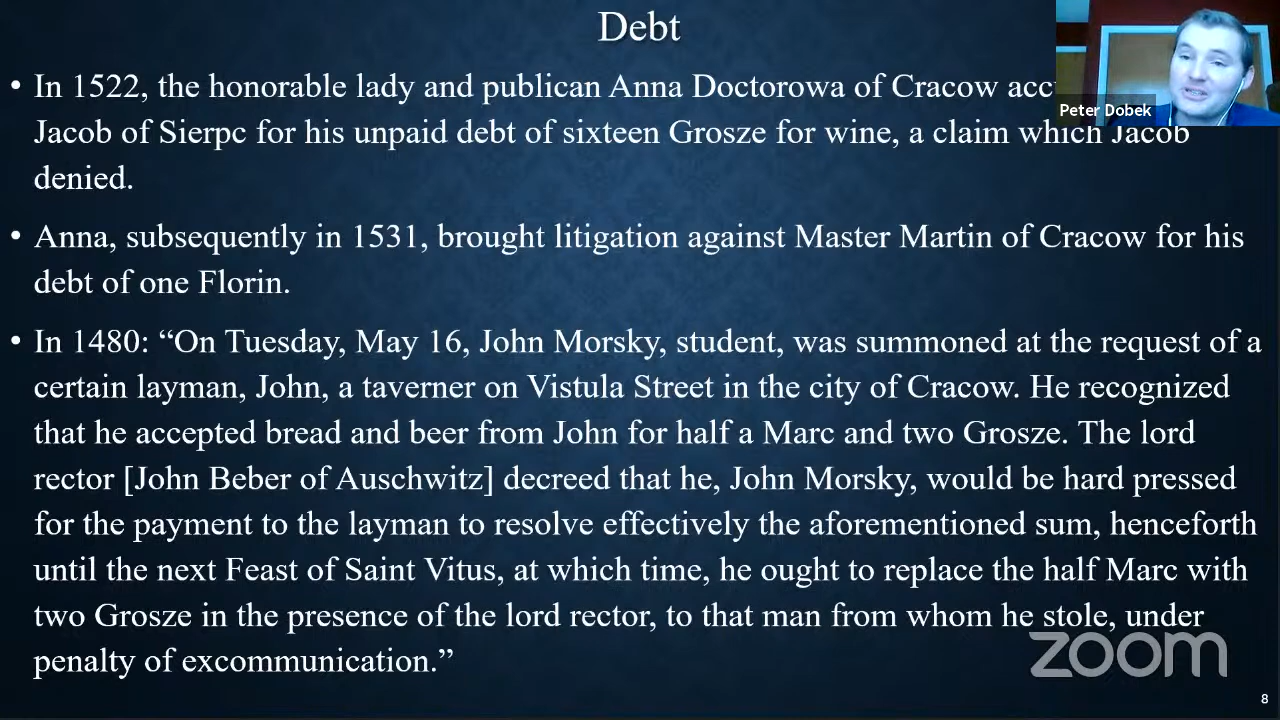 Debt
• In 1522, the honorable lady and publican Anna Doctorowa of Cracow
Jacob of Sierpc for his unpaid debt of sixteen Grosze for wine, a claim which Jacob
denied.
• Anna, subsequently in 1531, brought litigation against Master Martin of Cracow for his
debt of one Florin.
• In 1480: “On Tuesday, May 16, John Morsky, student, was summoned at the request of a
certain layman, John, a taverner on Vistula Street in the city of Cracow. He recognized
that he accepted bread and beer from John for half a Marc and two Grosze. The lord
rector [John Beber of Auschwitz] decreed that he, John Morsky, would be hard pressed
for the payment to the layman to resolve effectively the aforementioned sum, henceforth
until the next Feast of Saint Vitus, at which time, he ought to replace the half Marc with
two Grosze in the presence of the lord rector, to that man from whom he stole, under
penalty of excommunication.”
Peter Dobek
zoom
8